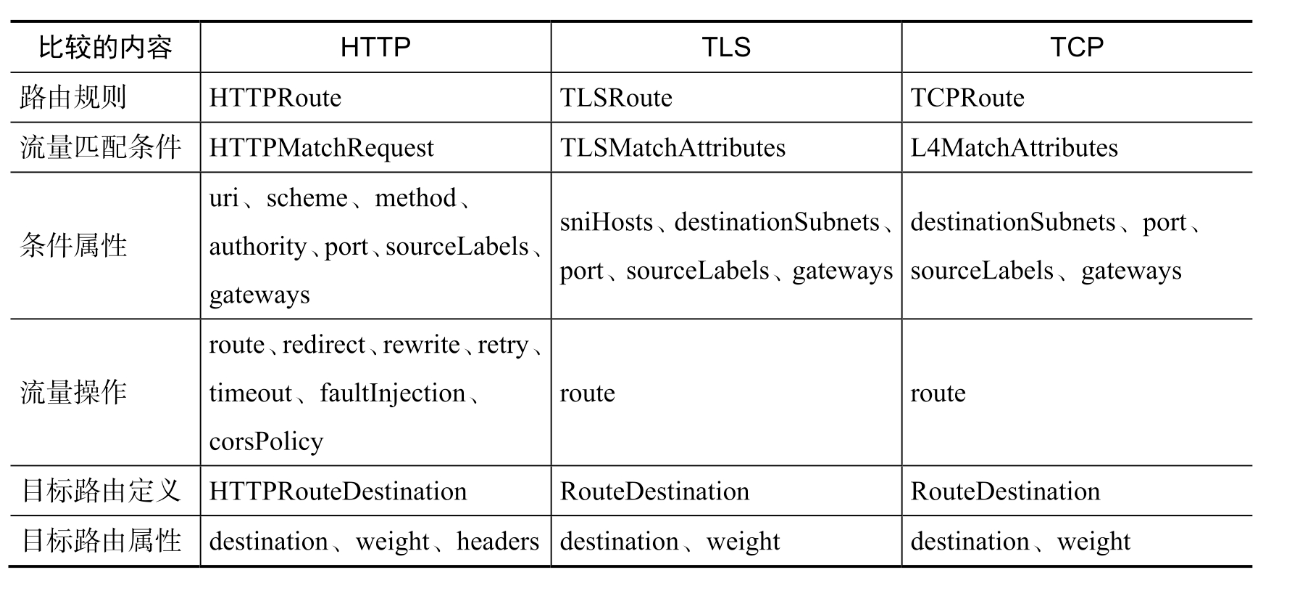 比较的内容 HTTP TLS TCP
路由规则 HTTPRoute TLSRoute TCPRoute
流量匹配条件 HTTPMatchRequest TLSMatchAttributes L4MatchAttributes
条件属性
uri、scheme、method、
authority、port、sourceLabels、
gateways
sniHosts、destinationSubnets、
port、sourceLabels、gateways
destinationSubnets、port、
sourceLabels、gateways
流量操作
route、redirect、rewrite、retry、
timeout、faultInjection、
corsPolicy
route
route
目标路由定义 HTTPRouteDestination RouteDestination RouteDestination
目标路由属性 destination、weight、headers destination、weight destination、weight